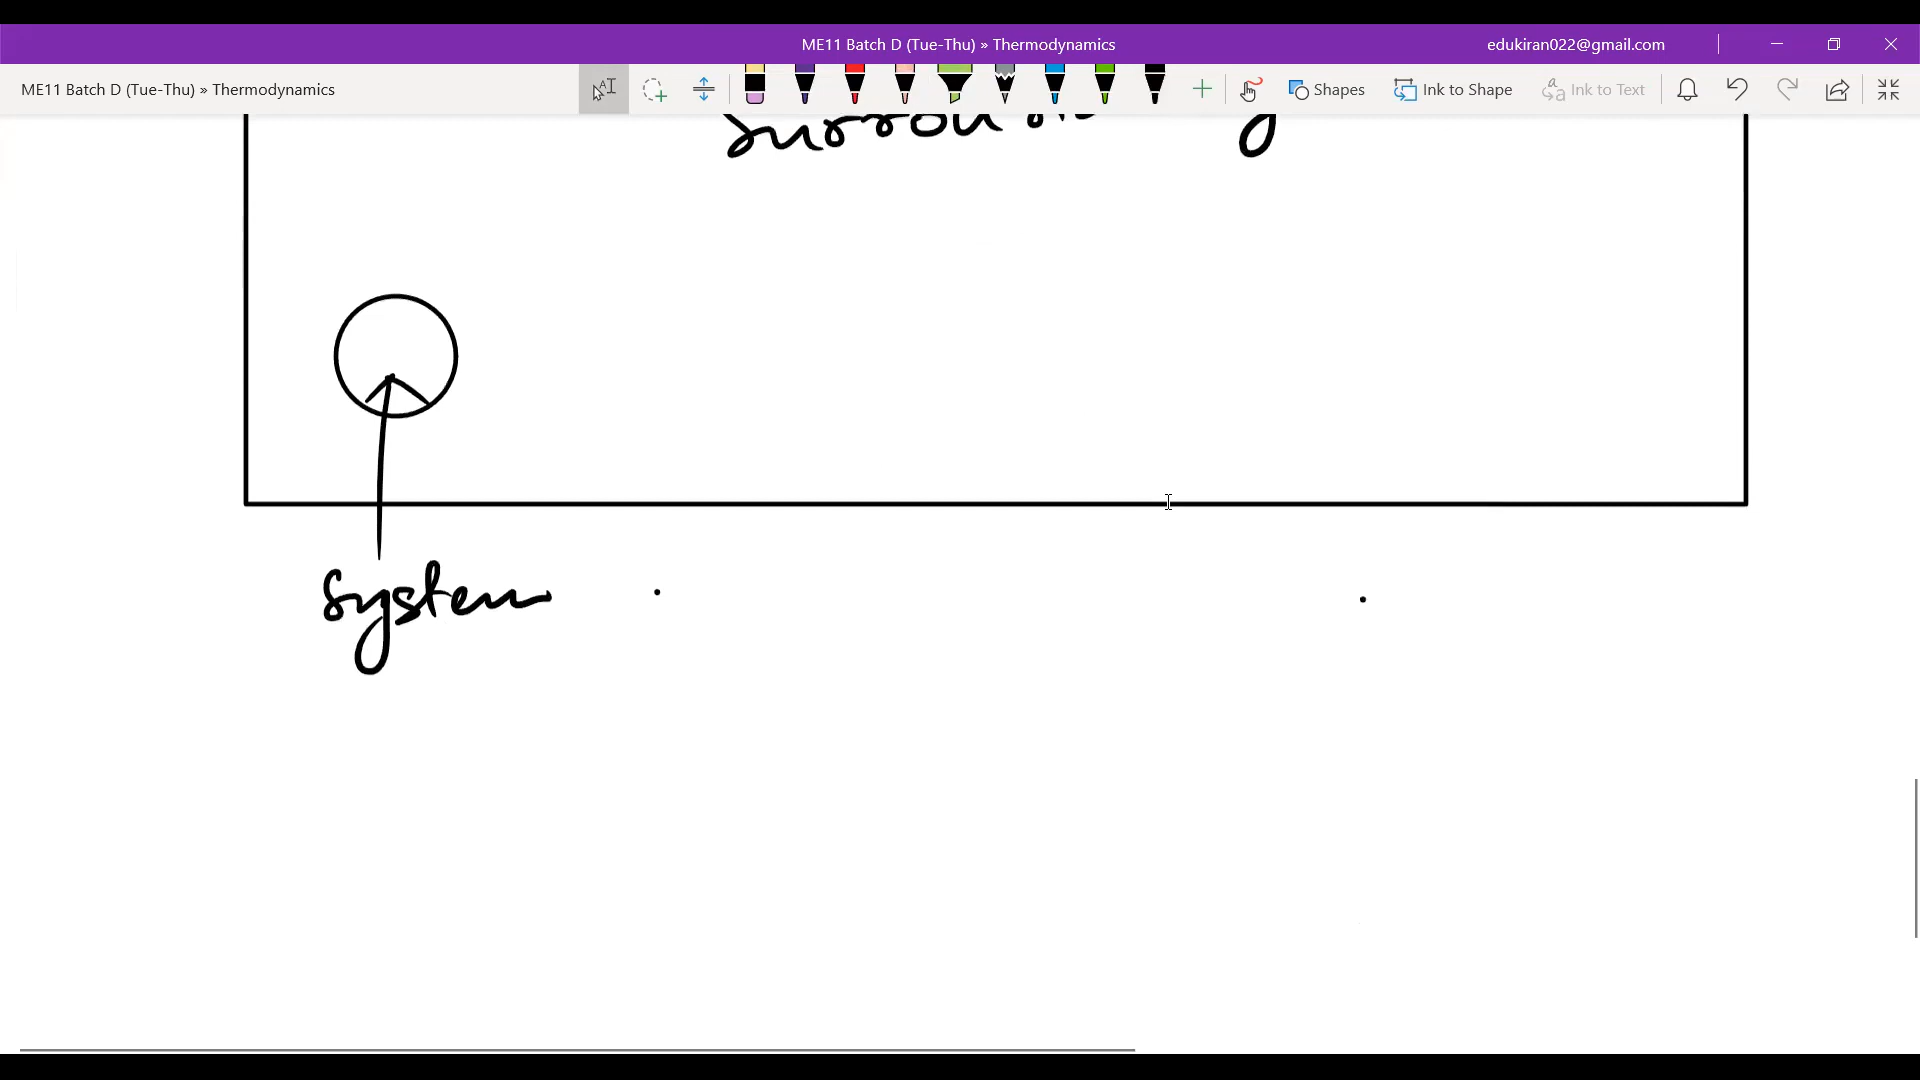 ME11 Batch D (Tue-Thu) » Thermodynamics
edukiran022@gmail.com
ME11 Batch D (Tue-Thu) » Thermodynamics
Shapes
Ink to Shape
Ink to Text
system